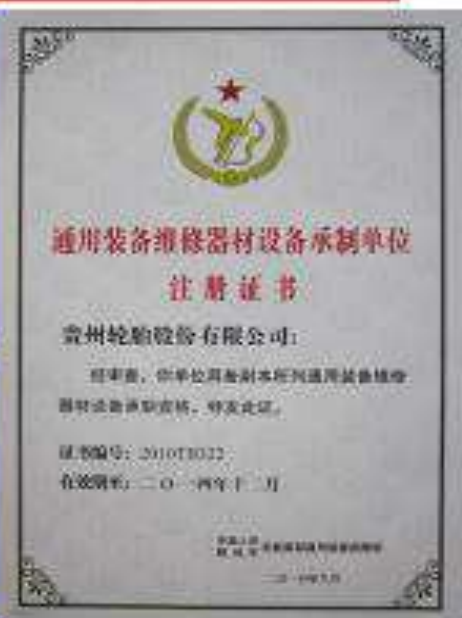 通用装备维修器材设备承制单位
注册证书
贵州轮胎股份有限公司:
经审查,你单位具备副本所列通用装备维修
器材设备承制资格,特发此证。
证书编号:
有效期至:二〇一四年十二月